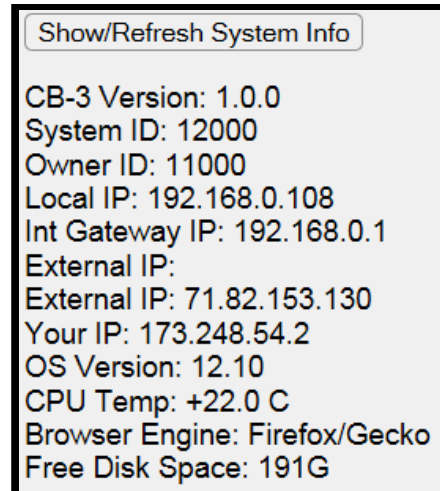 Show/Refresh System Info
CB-3 Version: 1.0.0
System ID: 12000
Owner ID: 11000
Local IP: 192.168.0.108
Int Gateway IP: 192.168.0.1
External IP:
External IP: 71.82.153.130
Your IP: 173.248.54.2
OS Version: 12.10
CPU Temp: +22.0 C
Browser Engine: Firefox/Gecko
Free Disk Space: 191G